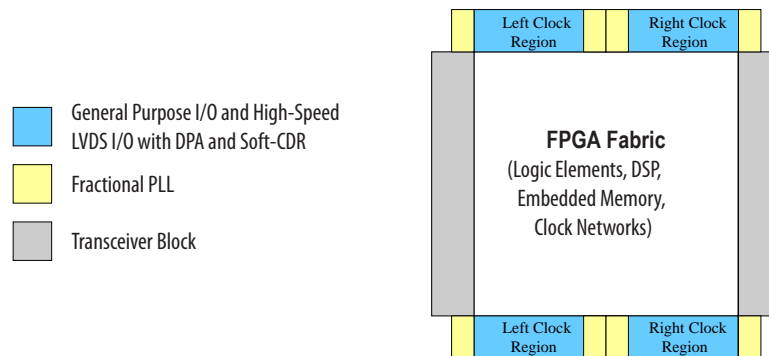 Left Clock
Region
Right Clock
Region
General Purpose I/O and High-Speed
LVDS I/O with DPA and Soft-CDR
Fractional PLL
Transceiver Block
FPGA Fabric
(Logic Elements, DSP,
Embedded Memory,
Clock Networks)
Left Clock
Region
Right Clock
Region